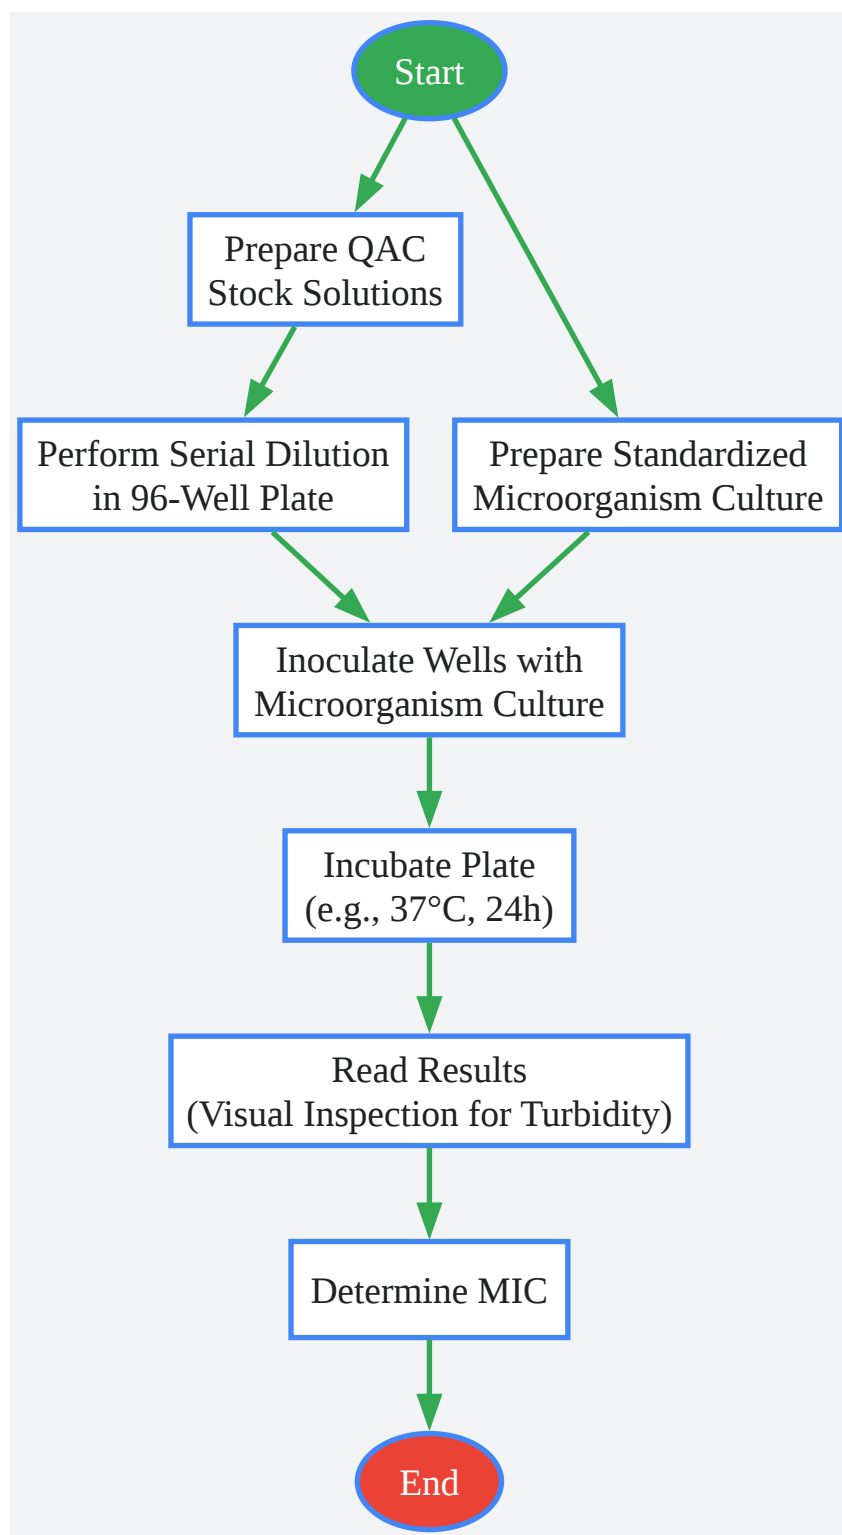 Start
Prepare QAC
Stock Solutions
Perform Serial Dilution
in 96-Well Plate
Prepare Standardized
Microorganism Culture
Inoculate Wells with
Microorganism Culture
Incubate Plate
(e.g., 37°C, 24h)
Read Results
(Visual Inspection for Turbidity)
Determine MIC
End